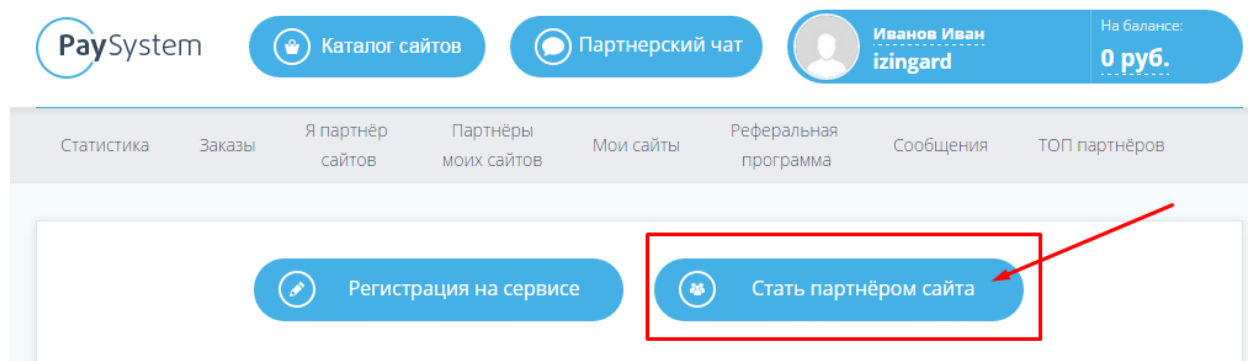 PaySystem
Каталог сайтов
Партнерский чат
Иванов Иван
izingard
На балансе:
0 руб.
Статистика
Заказы
Я партнёр
сайтов
Партнёры
моих сайтов
Мои сайты
Реферальная
программа
Сообщения
ТОП партнёров
Регистрация на сервисе
Стать партнёром сайта